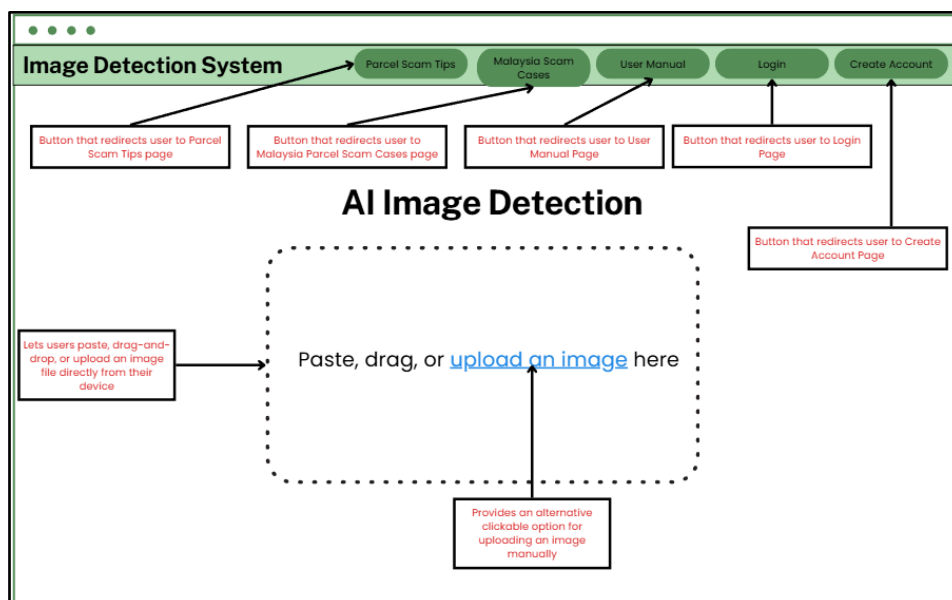 Image Detection System
Parcel Scam Tips
Malaysia Scam
Cases
User Manual
Login
Create Account
Button that redirects user to Parcel
Scam Tips page
Button that redirects user to
Malaysia Parcel Scam Cases page
Button that redirects user to User
Manual Page
Button that redirects user to Login
Page
AI Image Detection
Button that redirects user to Create
Account Page
Lets users paste, drag-and-
drop, or upload an image
file directly from their
device
Paste, drag, or upload an image here
Provides an alternative
clickable option for
uploading an image
manually